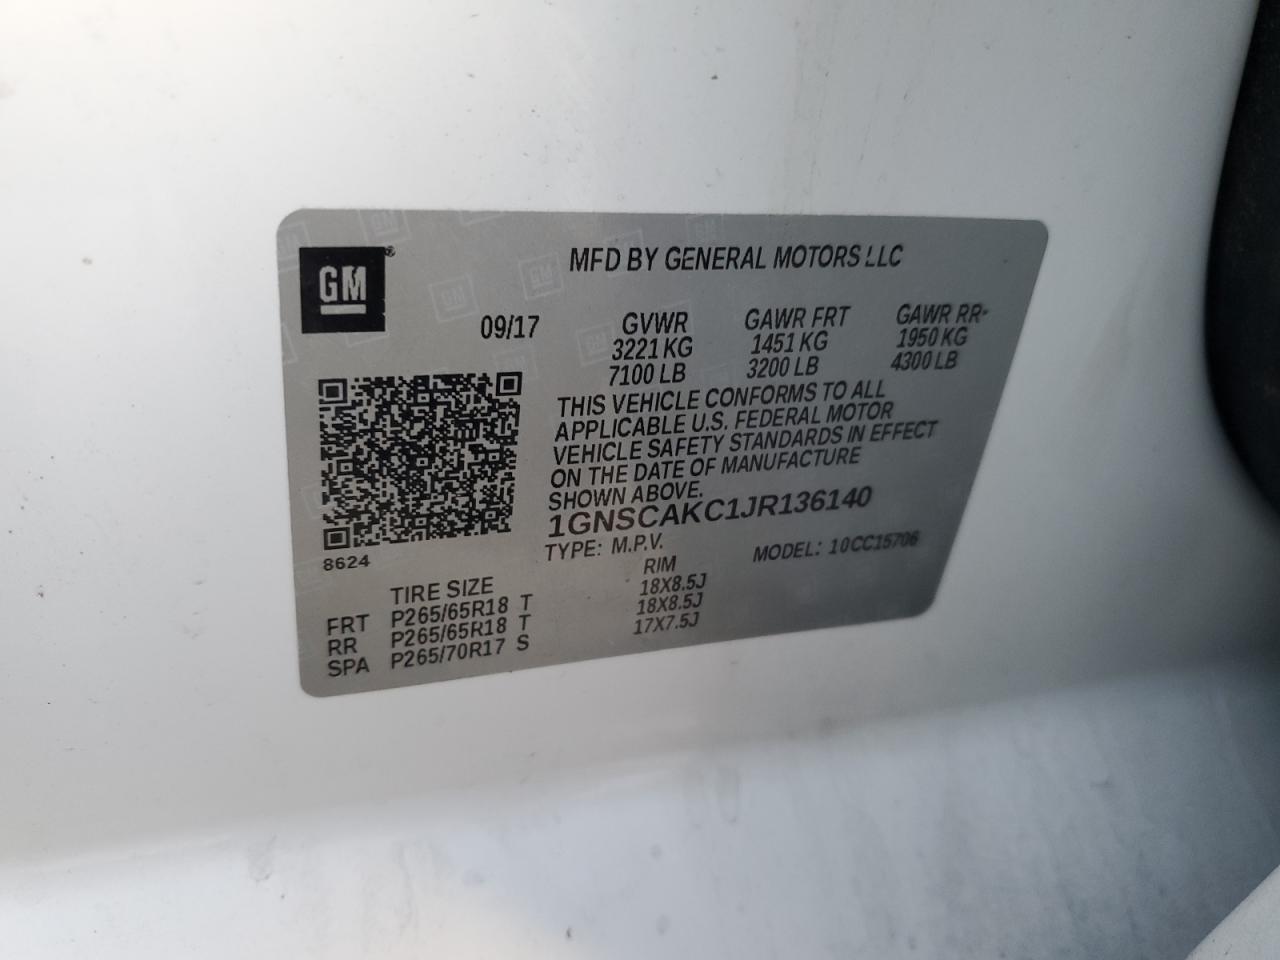 GM
MFD BY GENERAL MOTORS LLC
09/17 GVWR GAWR FRT GAWR RR
3221 KG 1451 KG 1950 KG
7100 LB 3200 LB 4300 LB
THIS VEHICLE CONFORMS TO ALL
APPLICABLE U.S. FEDERAL MOTOR
VEHICLE SAFETY STANDARDS IN EFFECT
ON THE DATE OF MANUFACTURE
SHOWN ABOVE.
1GNSCAKC1JR136140
8624
TYPE: M.P.V. MODEL: 10CC15706
TIRE SIZE RIM
FRT P265/65R18 T 18X8.5J
RR P265/65R18 T 18X8.5J
SPA P265/70R17 S 17X7.5J